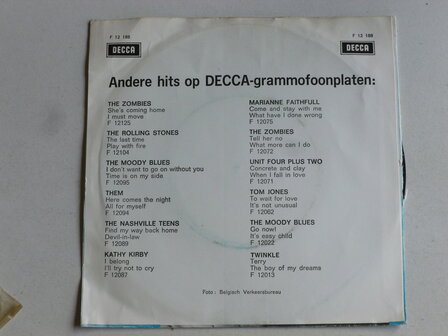 F 12 188
DECCA
F 12 188
DECCA
Andere hits op DECCA-grammofoonplaten:
THE ZOMBIES
She's coming home
I must move
F 12125
THE ROLLING STONES
The last time
Play with fire
F 12104
THE MOODY BLUES
I don't want to go on without you
Time is on my side
F 12095
THEM
Here comes the night
All for myself
F 12094
THE NASHVILLE TEENS
Find my way back home
Devil-in-law
F 12089
KATHY KIRBY
I belong
I'll try not to cry
F 12087
MARIANNE FAITHFULL
Come and stay with me
What have I done wrong
F 12075
THE ZOMBIES
Tell her no
What more can I do
F 12072
UNIT FOUR PLUS TWO
Concrete and clay
When I fall in love
F 12071
TOM JONES
To wait for love
It's not unusual
F 12062
THE MOODY BLUES
Go now!
It's easy child
F 12022
TWINKLE
Terry
The boy of my dreams
F 12013
Foto : Belgisch Verkeersbureau